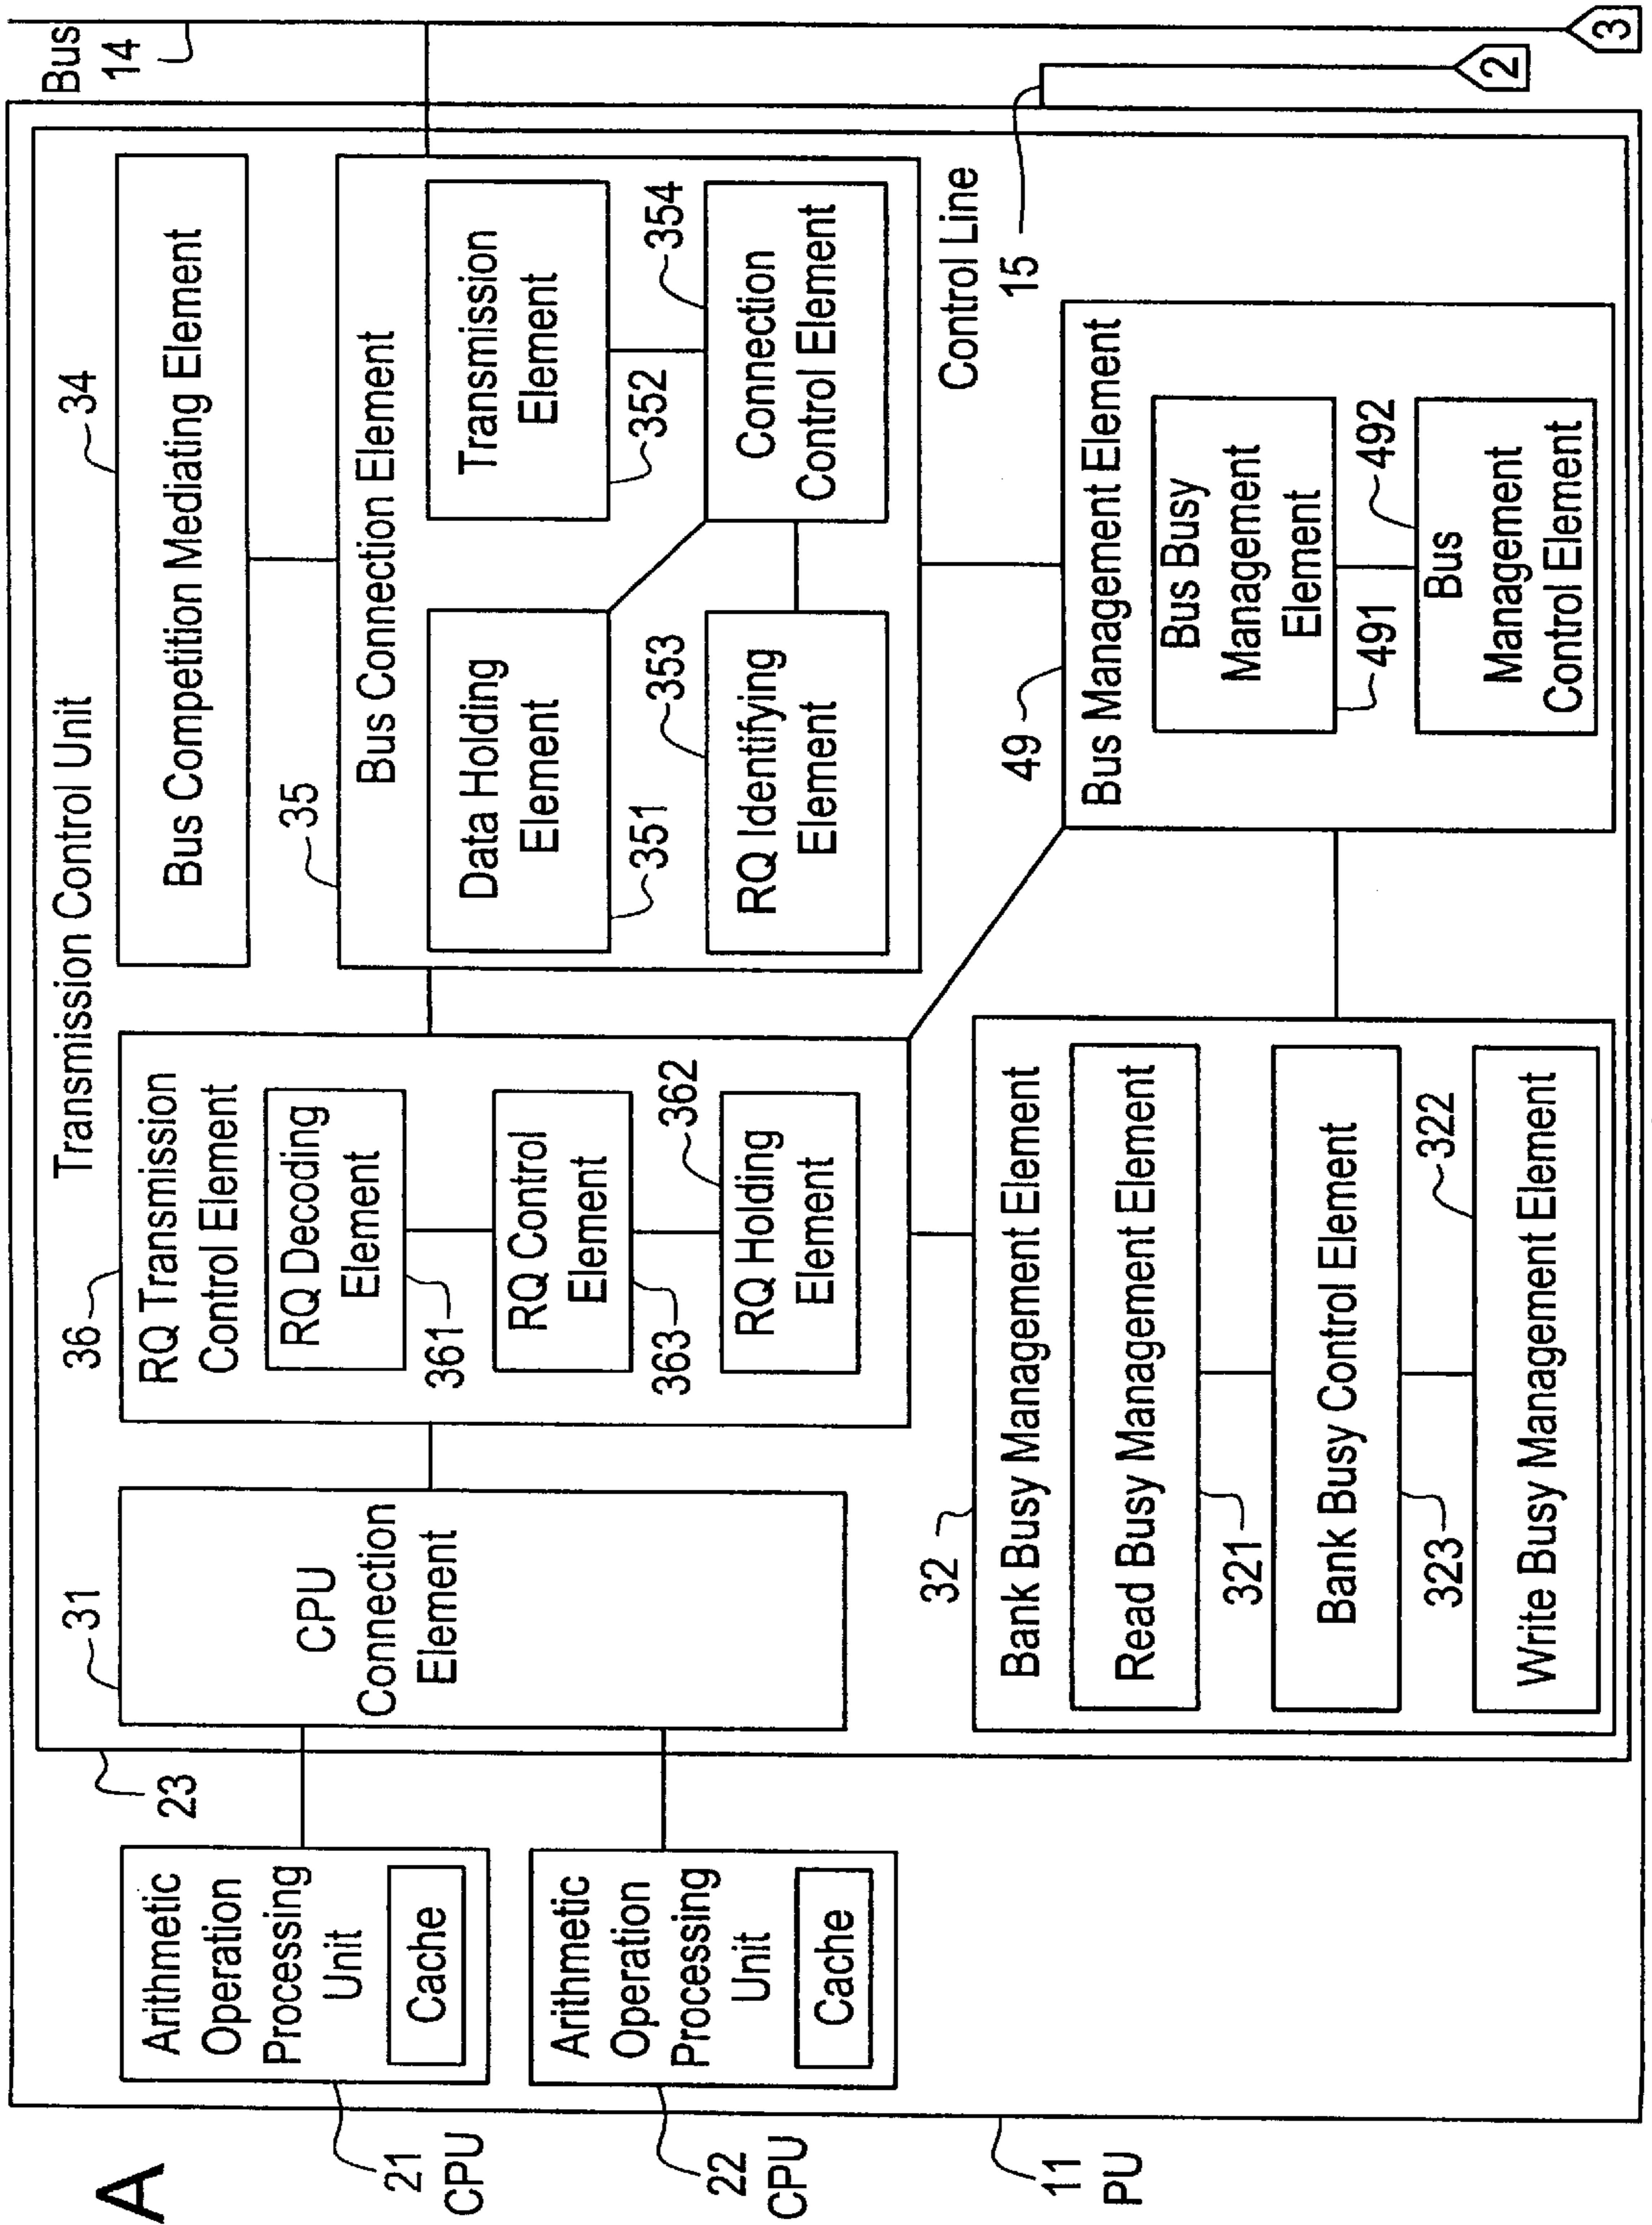 A
21
CPU
22
CPU
11
PU
Arithmetic
Operation
Processing
Unit
Cache
Arithmetic
Operation
Processing
Unit
Cache
23
Transmission Control Unit
31
CPU
Connection
Element
36
RQ Transmission
Control Element
RQ Decoding
Element
361
RQ Control
Element
363
362
RQ Holding
Element
34
Bus Competition Mediating Element
35
Bus Connection Element
Data Holding
Element
351
Transmission
Element
352
353
RQ Identifying
Element
354
Connection
Control Element
32
Bank Busy Management Element
Read Busy Management Element
321
Bank Busy Control Element
323
322
Write Busy Management Element
49
Bus Management Element
Bus Busy
Management
Element
491
492
Bus
Management
Control Element
Control Line
15
Bus
14
2
3